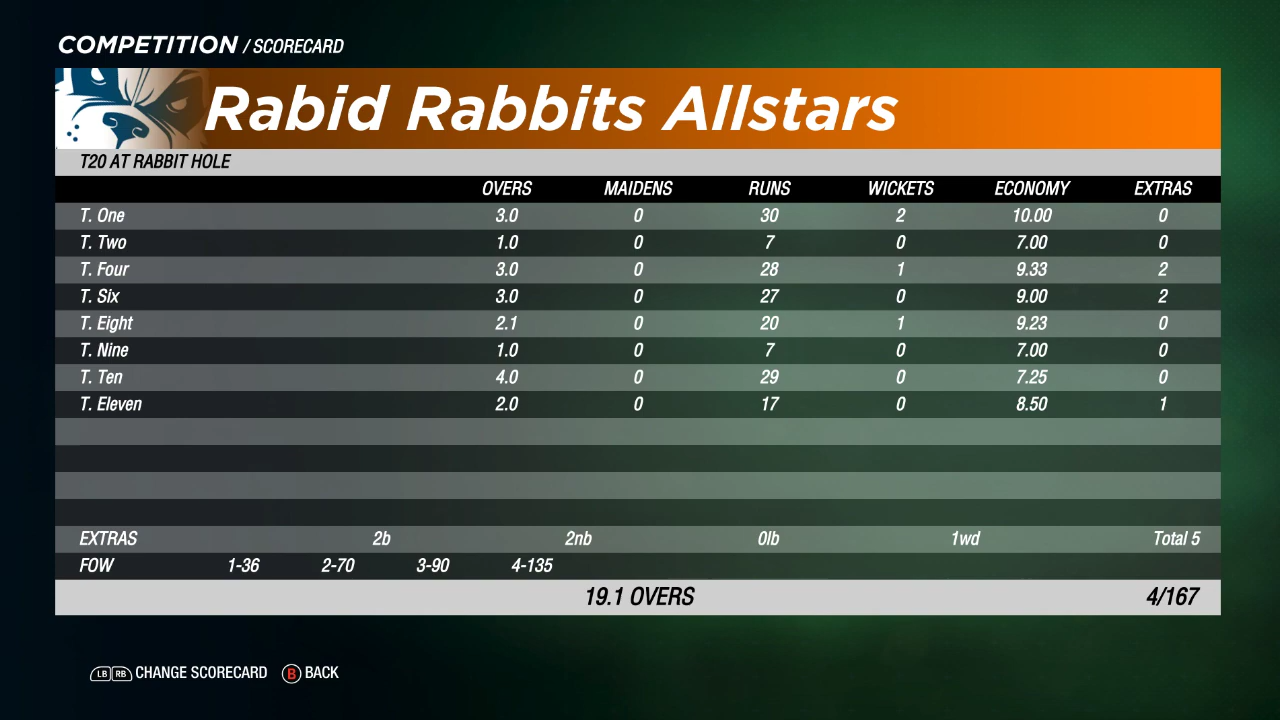 COMPETITION / SCORECARD
Rabid Rabbits Allstars
T20 AT RABBIT HOLE
OVERS MAIDENS RUNS WICKETS ECONOMY EXTRAS
T. One 3.0 0 30 2 10.00 0
T. Two 1.0 0 7 0 7.00 0
T. Four 3.0 0 28 1 9.33 2
T. Six 3.0 0 27 0 9.00 2
T. Eight 2.1 0 20 1 9.23 0
T. Nine 1.0 0 7 0 7.00 0
T. Ten 4.0 0 29 0 7.25 0
T. Eleven 2.0 0 17 0 8.50 1
EXTRAS 2b 2nb 0lb 1wd Total 5
FOW 1-36 2-70 3-90 4-135
19.1 OVERS 4/167
LB RB CHANGE SCORECARD B BACK